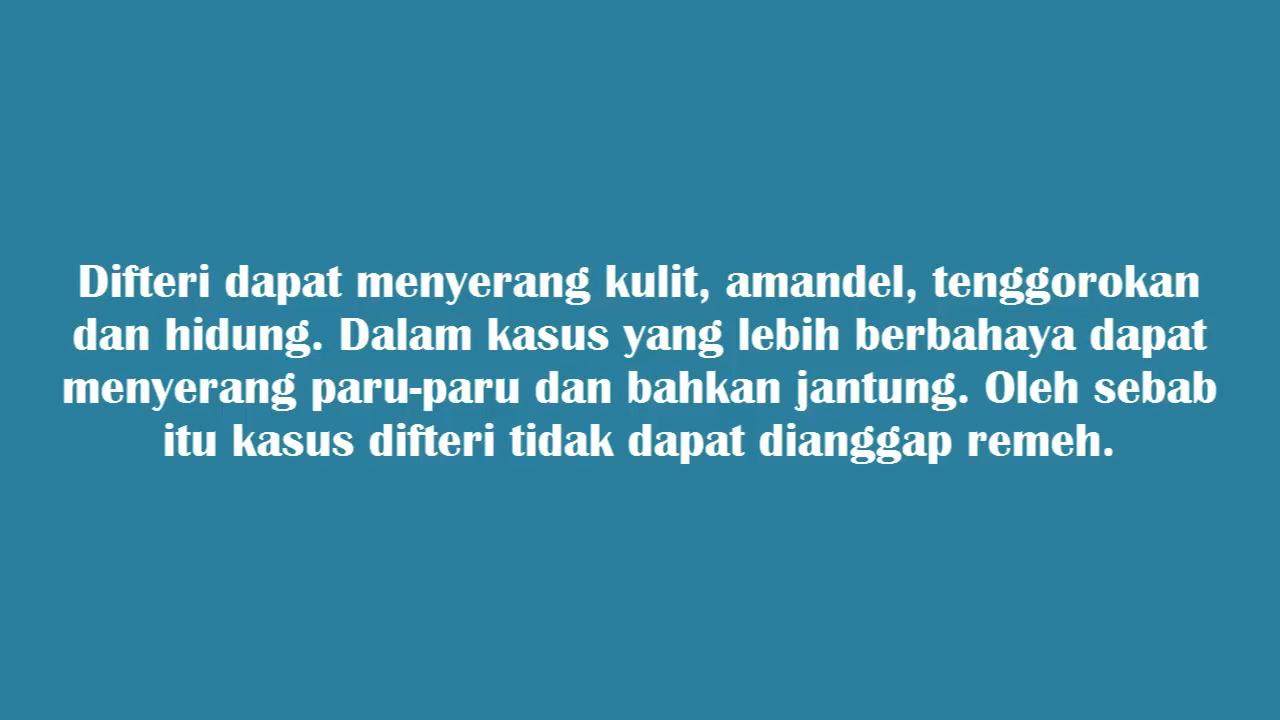 Difteri dapat menyerang kulit, amandel, tenggorokan
dan hidung. Dalam kasus yang lebih berbahaya dapat
menyerang paru-paru dan bahkan jantung. Oleh sebab
itu kasus difteri tidak dapat dianggap remeh.